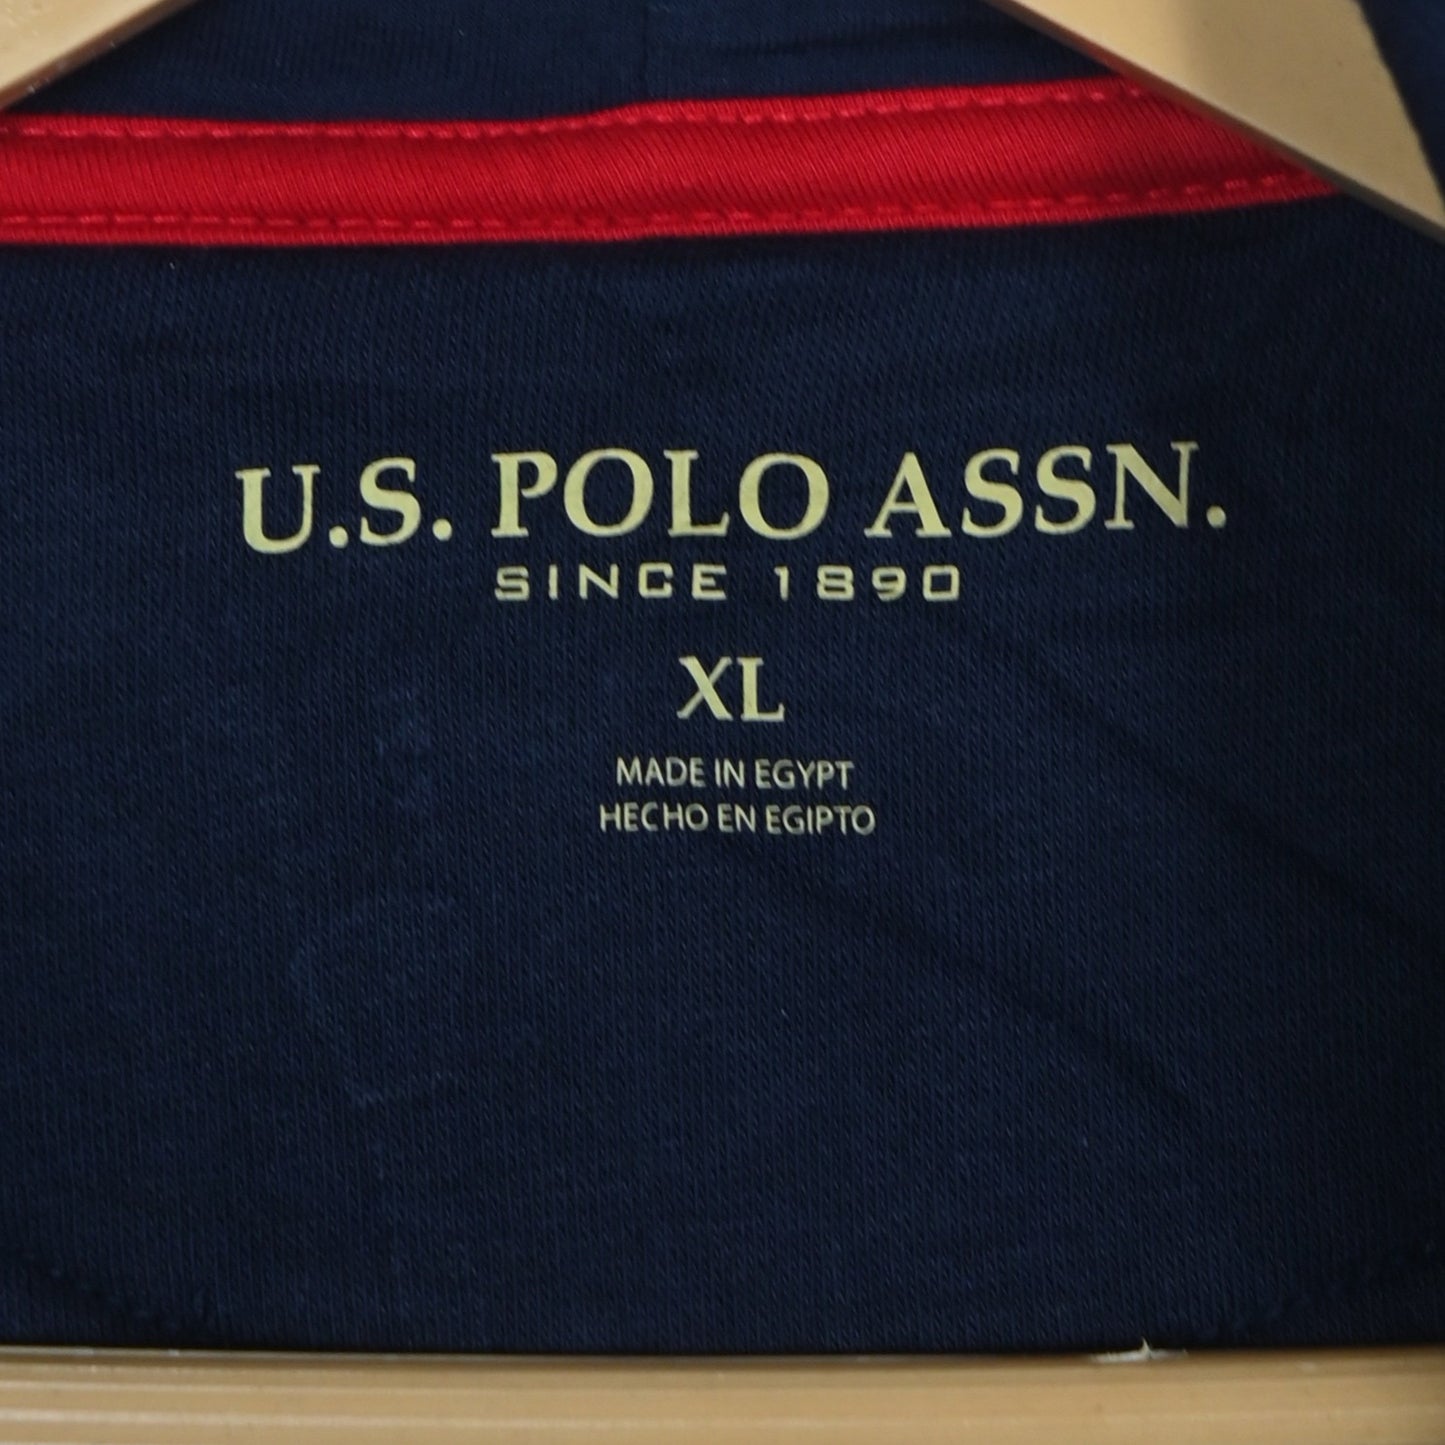 U.S. POLO ASSN.
SINCE 1890
XL
MADE IN EGYPT
HECHO EN EGIPTO